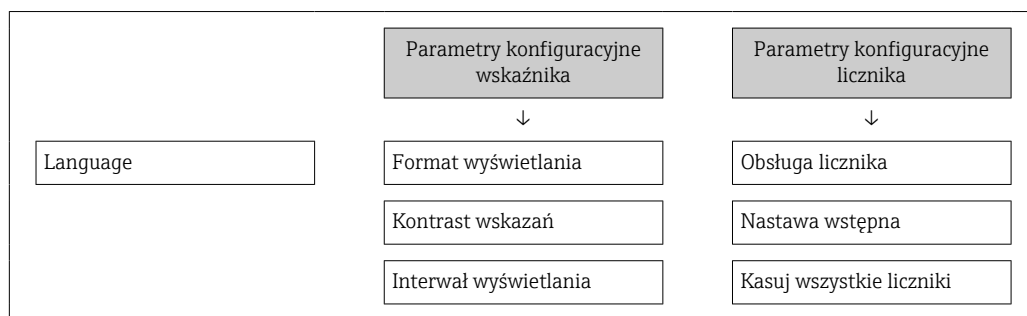 Parametry konfiguracyjne
wskaźnika
Parametry konfiguracyjne
licznika
↓
↓
Language
Format wyświetlania
Obsługa licznika
Kontrast wskazań
Nastawa wstępna
Interwał wyświetlania
Kasuj wszystkie liczniki